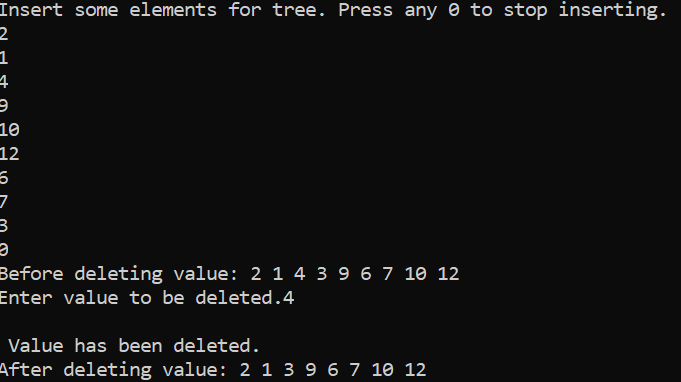 Insert some elements for tree. Press any 0 to stop inserting.
2
1
4
9
10
12
6
7
3
0
Before deleting value: 2 1 4 3 9 6 7 10 12
Enter value to be deleted.4
Value has been deleted.
After deleting value: 2 1 3 9 6 7 10 12